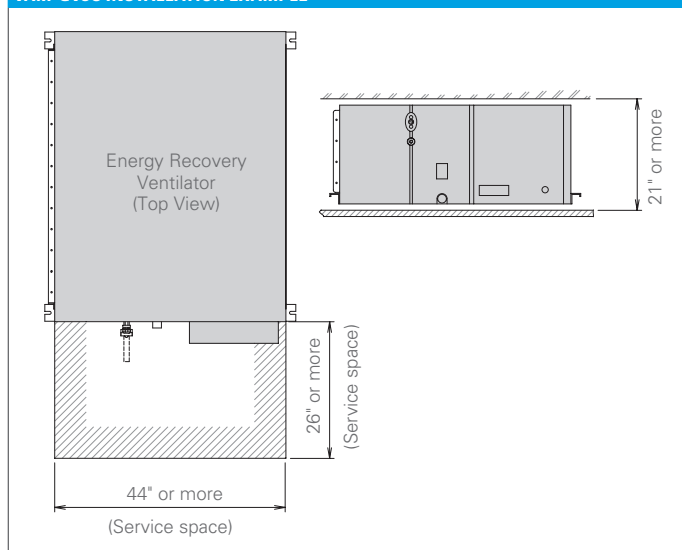 Energy Recovery
Ventilator
(Top View)
21" or more
26" or more
(Service space)
44" or more
(Service space)